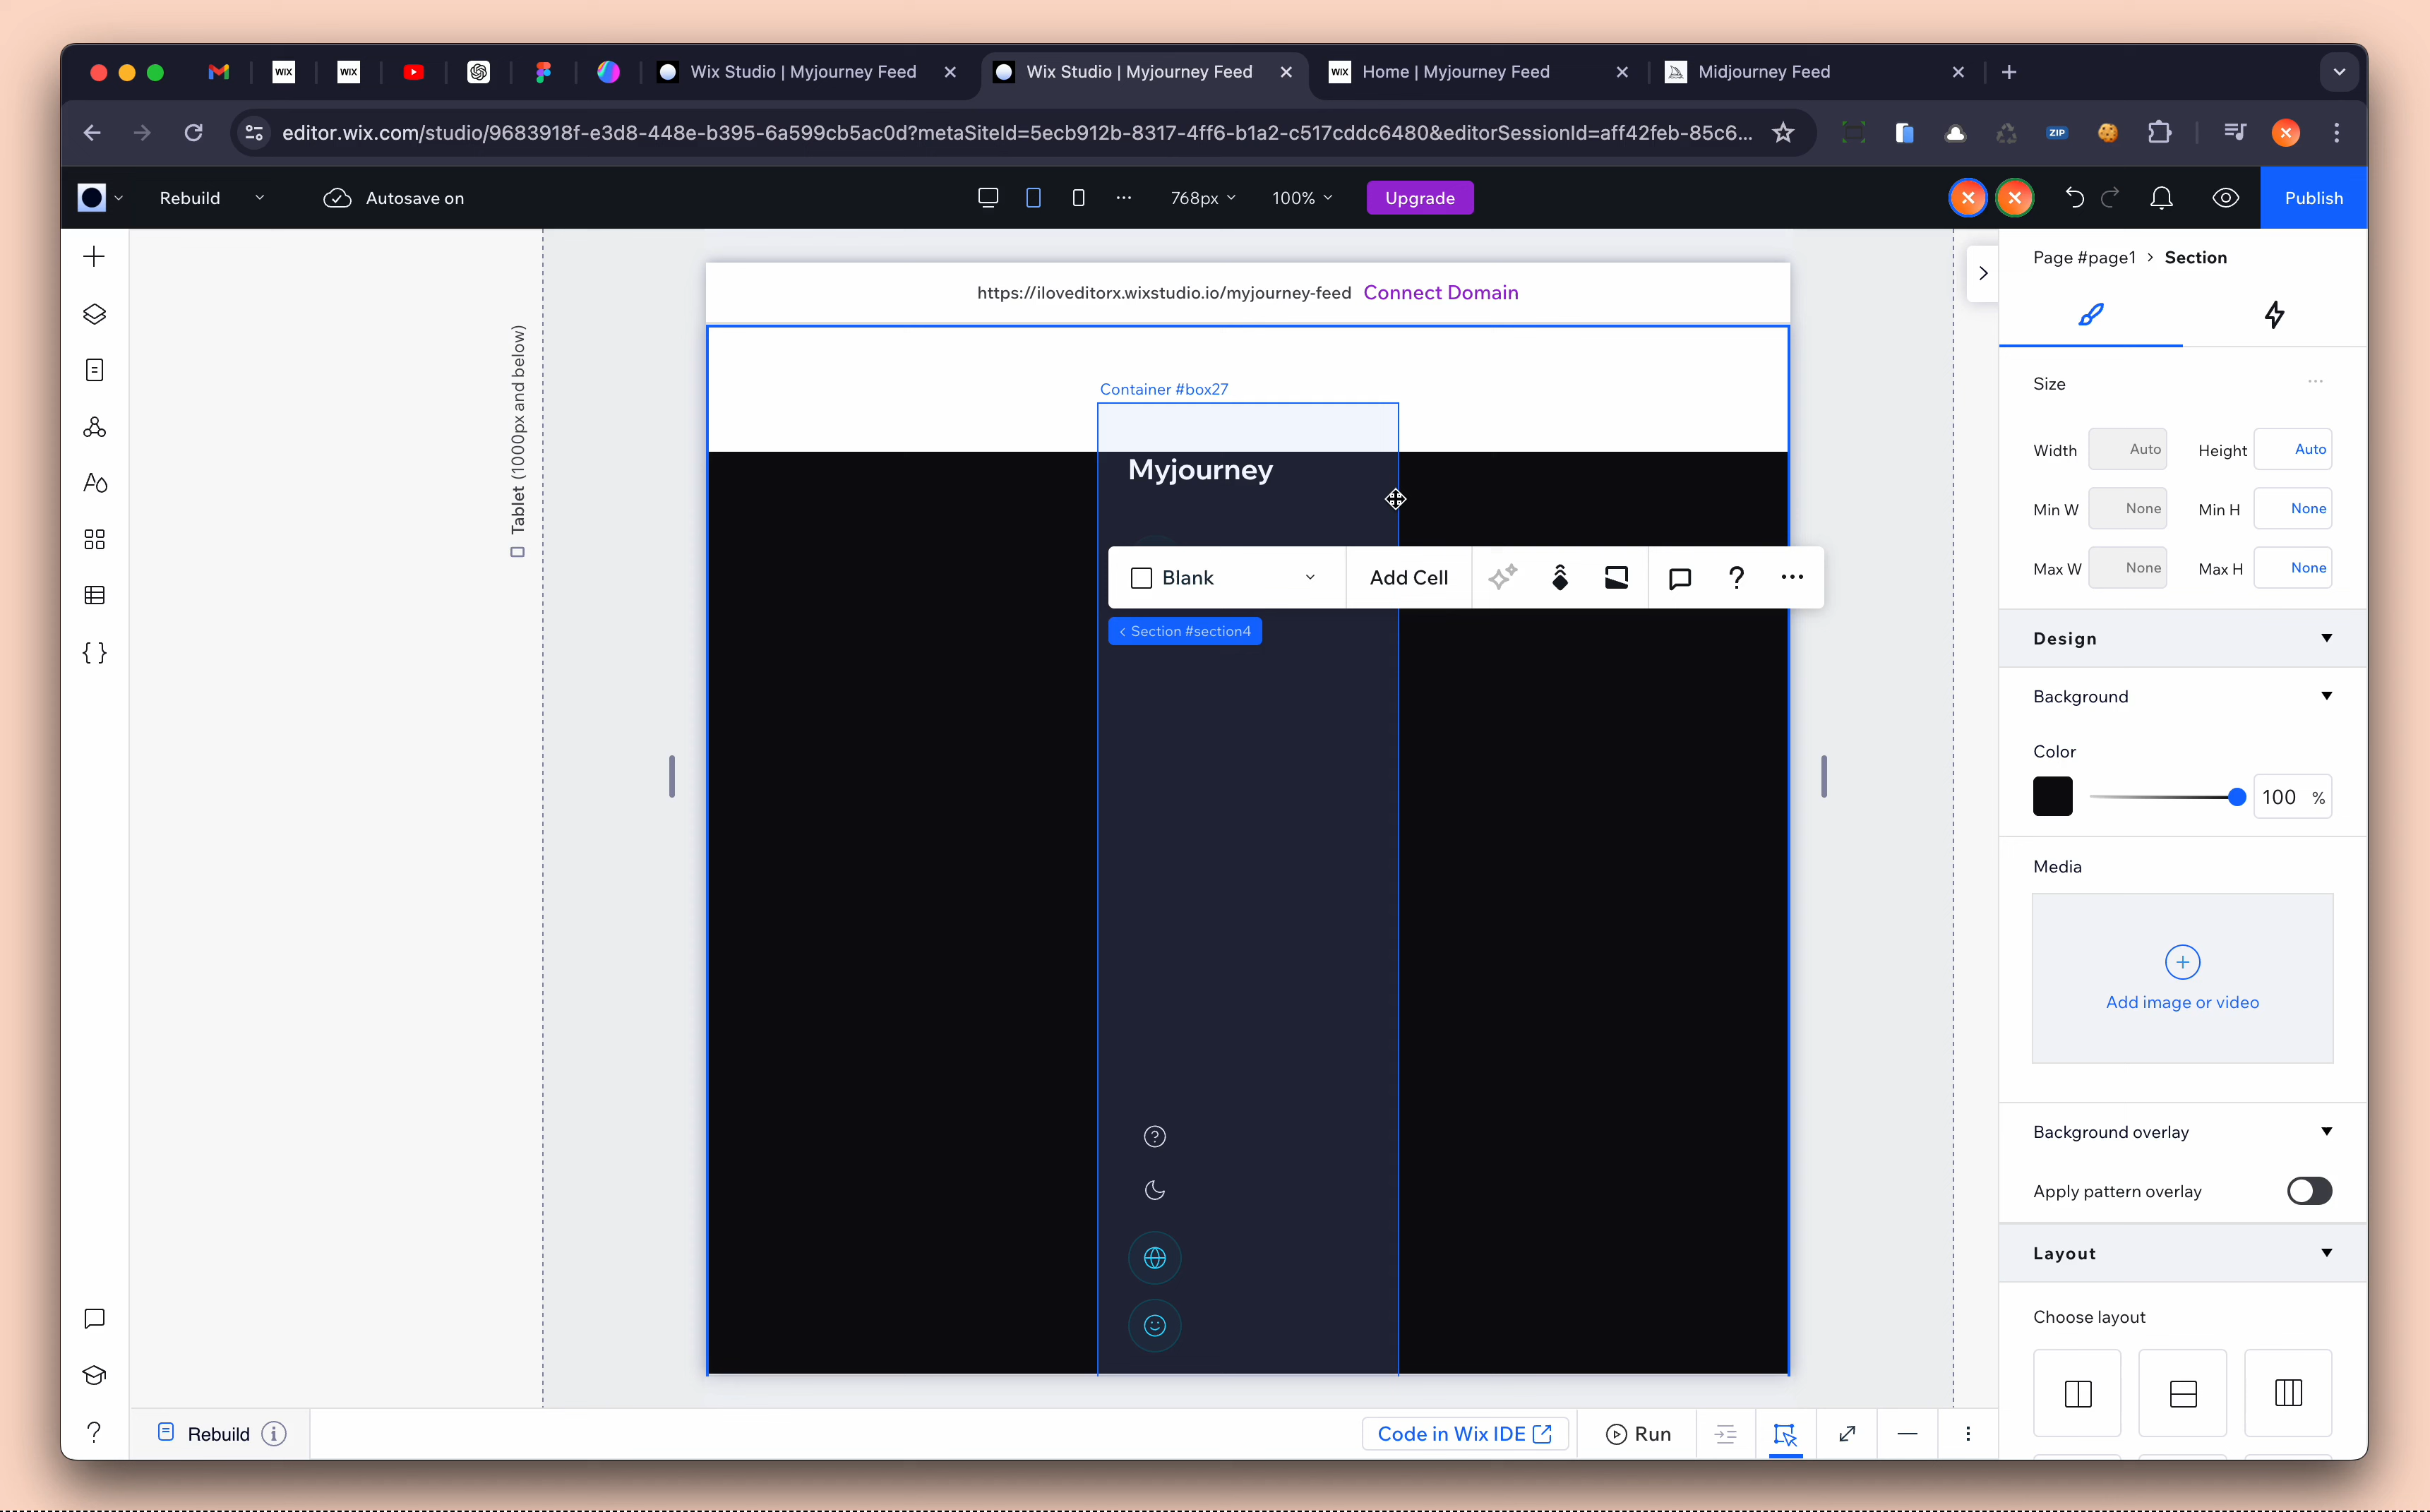 WIX
WIX
Wix Studio | Myjourney Feed
Wix Studio | Myjourney Feed
WIX
Home | Myjourney Feed
Midjourney Feed
editor.wix.com/studio/9683918f-e3d8-448e-b395-6a599cb5ac0d?metaSiteId=5ecb912b-8317-4ff6-b1a2-c517cddc6480&editorSessionId=aff42feb-85c6...
ZIP
Rebuild
Autosave on
768px
100%
Upgrade
Publish
Page #page1 > Section
https://iloveditorx.wixstudio.io/myjourney-feed Connect Domain
Tablet (1000px and below)
Container #box27
Myjourney
Blank
Add Cell
?
< Section #section4
Size
Width
Auto
Height
Auto
Min W
None
Min H
None
Max W
None
Max H
None
Design
Background
Color
100 %
Media
Add image or video
Background overlay
Apply pattern overlay
Layout
Choose layout
Rebuild
Code in Wix IDE
Run